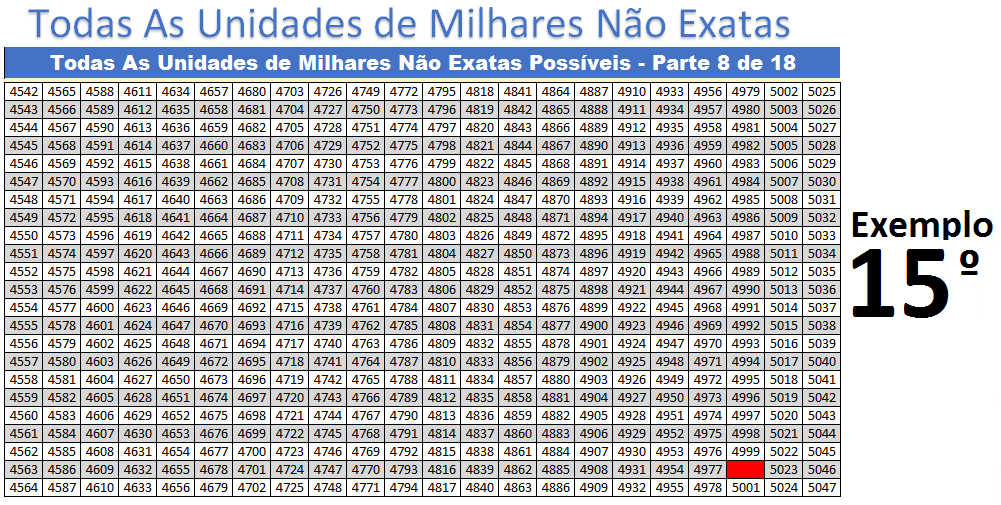 Todas As Unidades de Milhares Não Exatas
Todas As Unidades de Milhares Não Exatas Possíveis - Parte 8 de 18
4542 4565 4588 4611 4634 4657 4680 4703 4726 4749 4772 4795 4818 4841 4864 4887 4910 4933 4956 4979 5002 5025
4543 4566 4589 4612 4635 4658 4681 4704 4727 4750 4773 4796 4819 4842 4865 4888 4911 4934 4957 4980 5003 5026
4544 4567 4590 4613 4636 4659 4682 4705 4728 4751 4774 4797 4820 4843 4866 4889 4912 4935 4958 4981 5004 5027
4545 4568 4591 4614 4637 4660 4683 4706 4729 4752 4775 4798 4821 4844 4867 4890 4913 4936 4959 4982 5005 5028
4546 4569 4592 4615 4638 4661 4684 4707 4730 4753 4776 4799 4822 4845 4868 4891 4914 4937 4960 4983 5006 5029
4547 4570 4593 4616 4639 4662 4685 4708 4731 4754 4777 4800 4823 4846 4869 4892 4915 4938 4961 4984 5007 5030
4548 4571 4594 4617 4640 4663 4686 4709 4732 4755 4778 4801 4824 4847 4870 4893 4916 4939 4962 4985 5008 5031
4549 4572 4595 4618 4641 4664 4687 4710 4733 4756 4779 4802 4825 4848 4871 4894 4917 4940 4963 4986 5009 5032
4550 4573 4596 4619 4642 4665 4688 4711 4734 4757 4780 4803 4826 4849 4872 4895 4918 4941 4964 4987 5010 5033
4551 4574 4597 4620 4643 4666 4689 4712 4735 4758 4781 4804 4827 4850 4873 4896 4919 4942 4965 4988 5011 5034
4552 4575 4598 4621 4644 4667 4690 4713 4736 4759 4782 4805 4828 4851 4874 4897 4920 4943 4966 4989 5012 5035
4553 4576 4599 4622 4645 4668 4691 4714 4737 4760 4783 4806 4829 4852 4875 4898 4921 4944 4967 4990 5013 5036
4554 4577 4600 4623 4646 4669 4692 4715 4738 4761 4784 4807 4830 4853 4876 4899 4922 4945 4968 4991 5014 5037
4555 4578 4601 4624 4647 4670 4693 4716 4739 4762 4785 4808 4831 4854 4877 4900 4923 4946 4969 4992 5015 5038
4556 4579 4602 4625 4648 4671 4694 4717 4740 4763 4786 4809 4832 4855 4878 4901 4924 4947 4970 4993 5016 5039
4557 4580 4603 4626 4649 4672 4695 4718 4741 4764 4787 4810 4833 4856 4879 4902 4925 4948 4971 4994 5017 5040
4558 4581 4604 4627 4650 4673 4696 4719 4742 4765 4788 4811 4834 4857 4880 4903 4926 4949 4972 4995 5018 5041
4559 4582 4605 4628 4651 4674 4697 4720 4743 4766 4789 4812 4835 4858 4881 4904 4927 4950 4973 4996 5019 5042
4560 4583 4606 4629 4652 4675 4698 4721 4744 4767 4790 4813 4836 4859 4882 4905 4928 4951 4974 4997 5020 5043
4561 4584 4607 4630 4653 4676 4699 4722 4745 4768 4791 4814 4837 4860 4883 4906 4929 4952 4975 4998 5021 5044
4562 4585 4608 4631 4654 4677 4700 4723 4746 4769 4792 4815 4838 4861 4884 4907 4930 4953 4976 4999 5022 5045
4563 4586 4609 4632 4655 4678 4701 4724 4747 4770 4793 4816 4839 4862 4885 4908 4931 4954 4977 5023 5046
4564 4587 4610 4633 4656 4679 4702 4725 4748 4771 4794 4817 4840 4863 4886 4909 4932 4955 4978 5001 5024 5047
Exemplo
15º